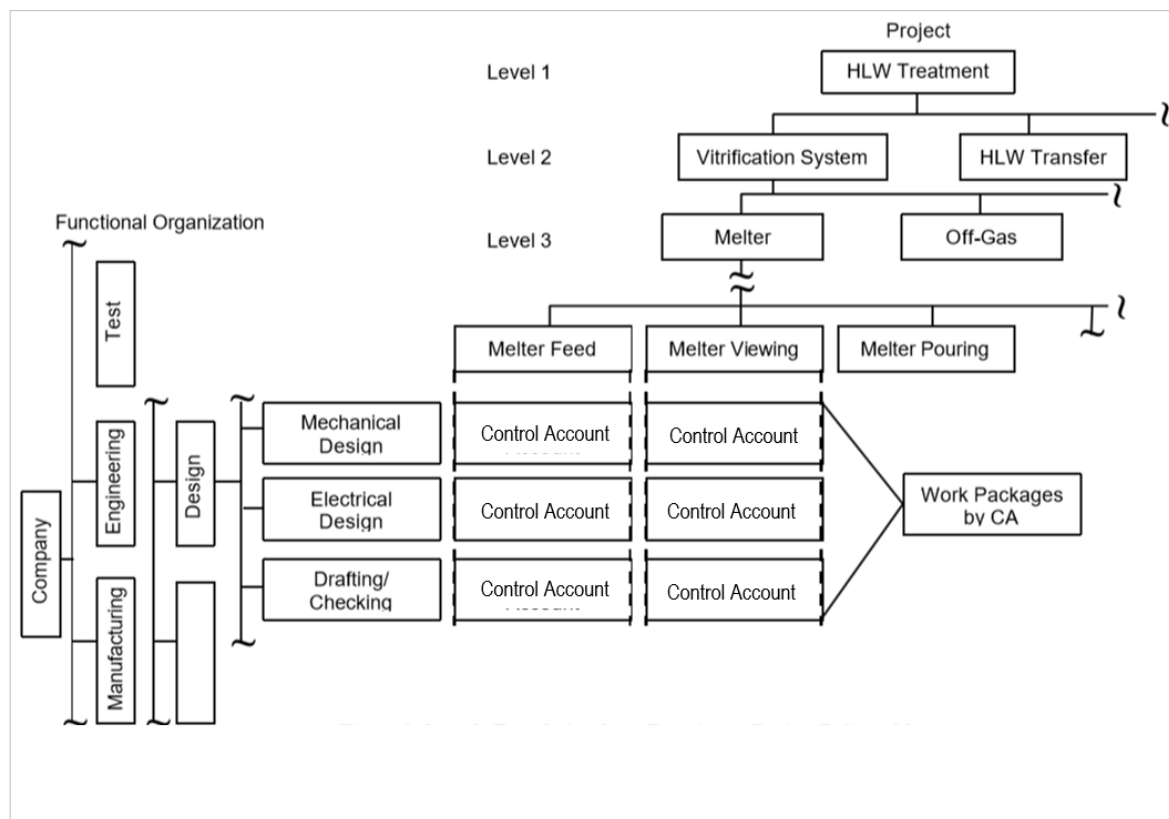 Project
Level 1
HLW Treatment
Level 2
Vitrification System
HLW Transfer
Functional Organization
Level 3
Melter
Off-Gas
Test
Melter Feed
Melter Viewing
Melter Pouring
Engineering
Design
Mechanical
Design
Control Account
Control Account
Electrical
Design
Control Account
Control Account
Work Packages
by CA
Company
Manufacturing
Drafting/
Checking
Control Account
Control Account